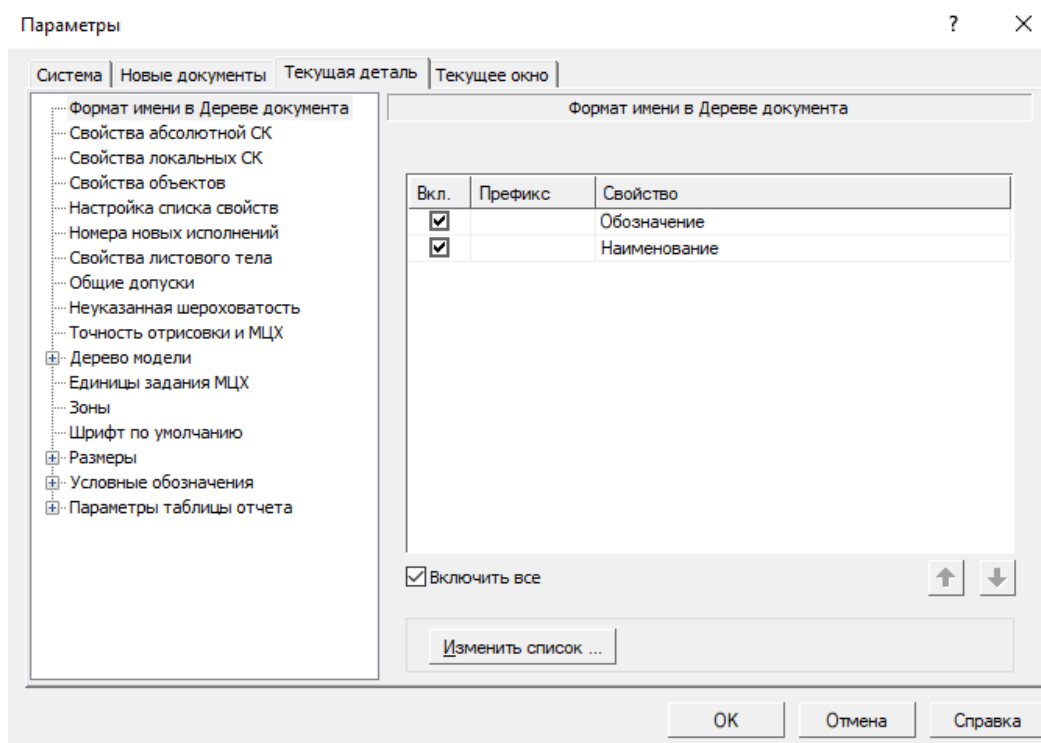 Параметры
?
Система
Новые документы
Текущая деталь
Текущее окно
Формат имени в Дереве документа
Свойства абсолютной СК
Свойства локальных СК
Свойства объектов
Настройка списка свойств
Номера новых исполнений
Свойства листового тела
Общие допуски
Неуказанная шероховатость
Точность отрисовки и МЦХ
Дерево модели
Единицы задания МЦХ
Зоны
Шрифт по умолчанию
Размеры
Условные обозначения
Параметры таблицы отчета
Формат имени в Дереве документа
Вкл. Префикс Свойство
Обозначение
Наименование
Включить все
Изменить список ...
OK Отмена Справка